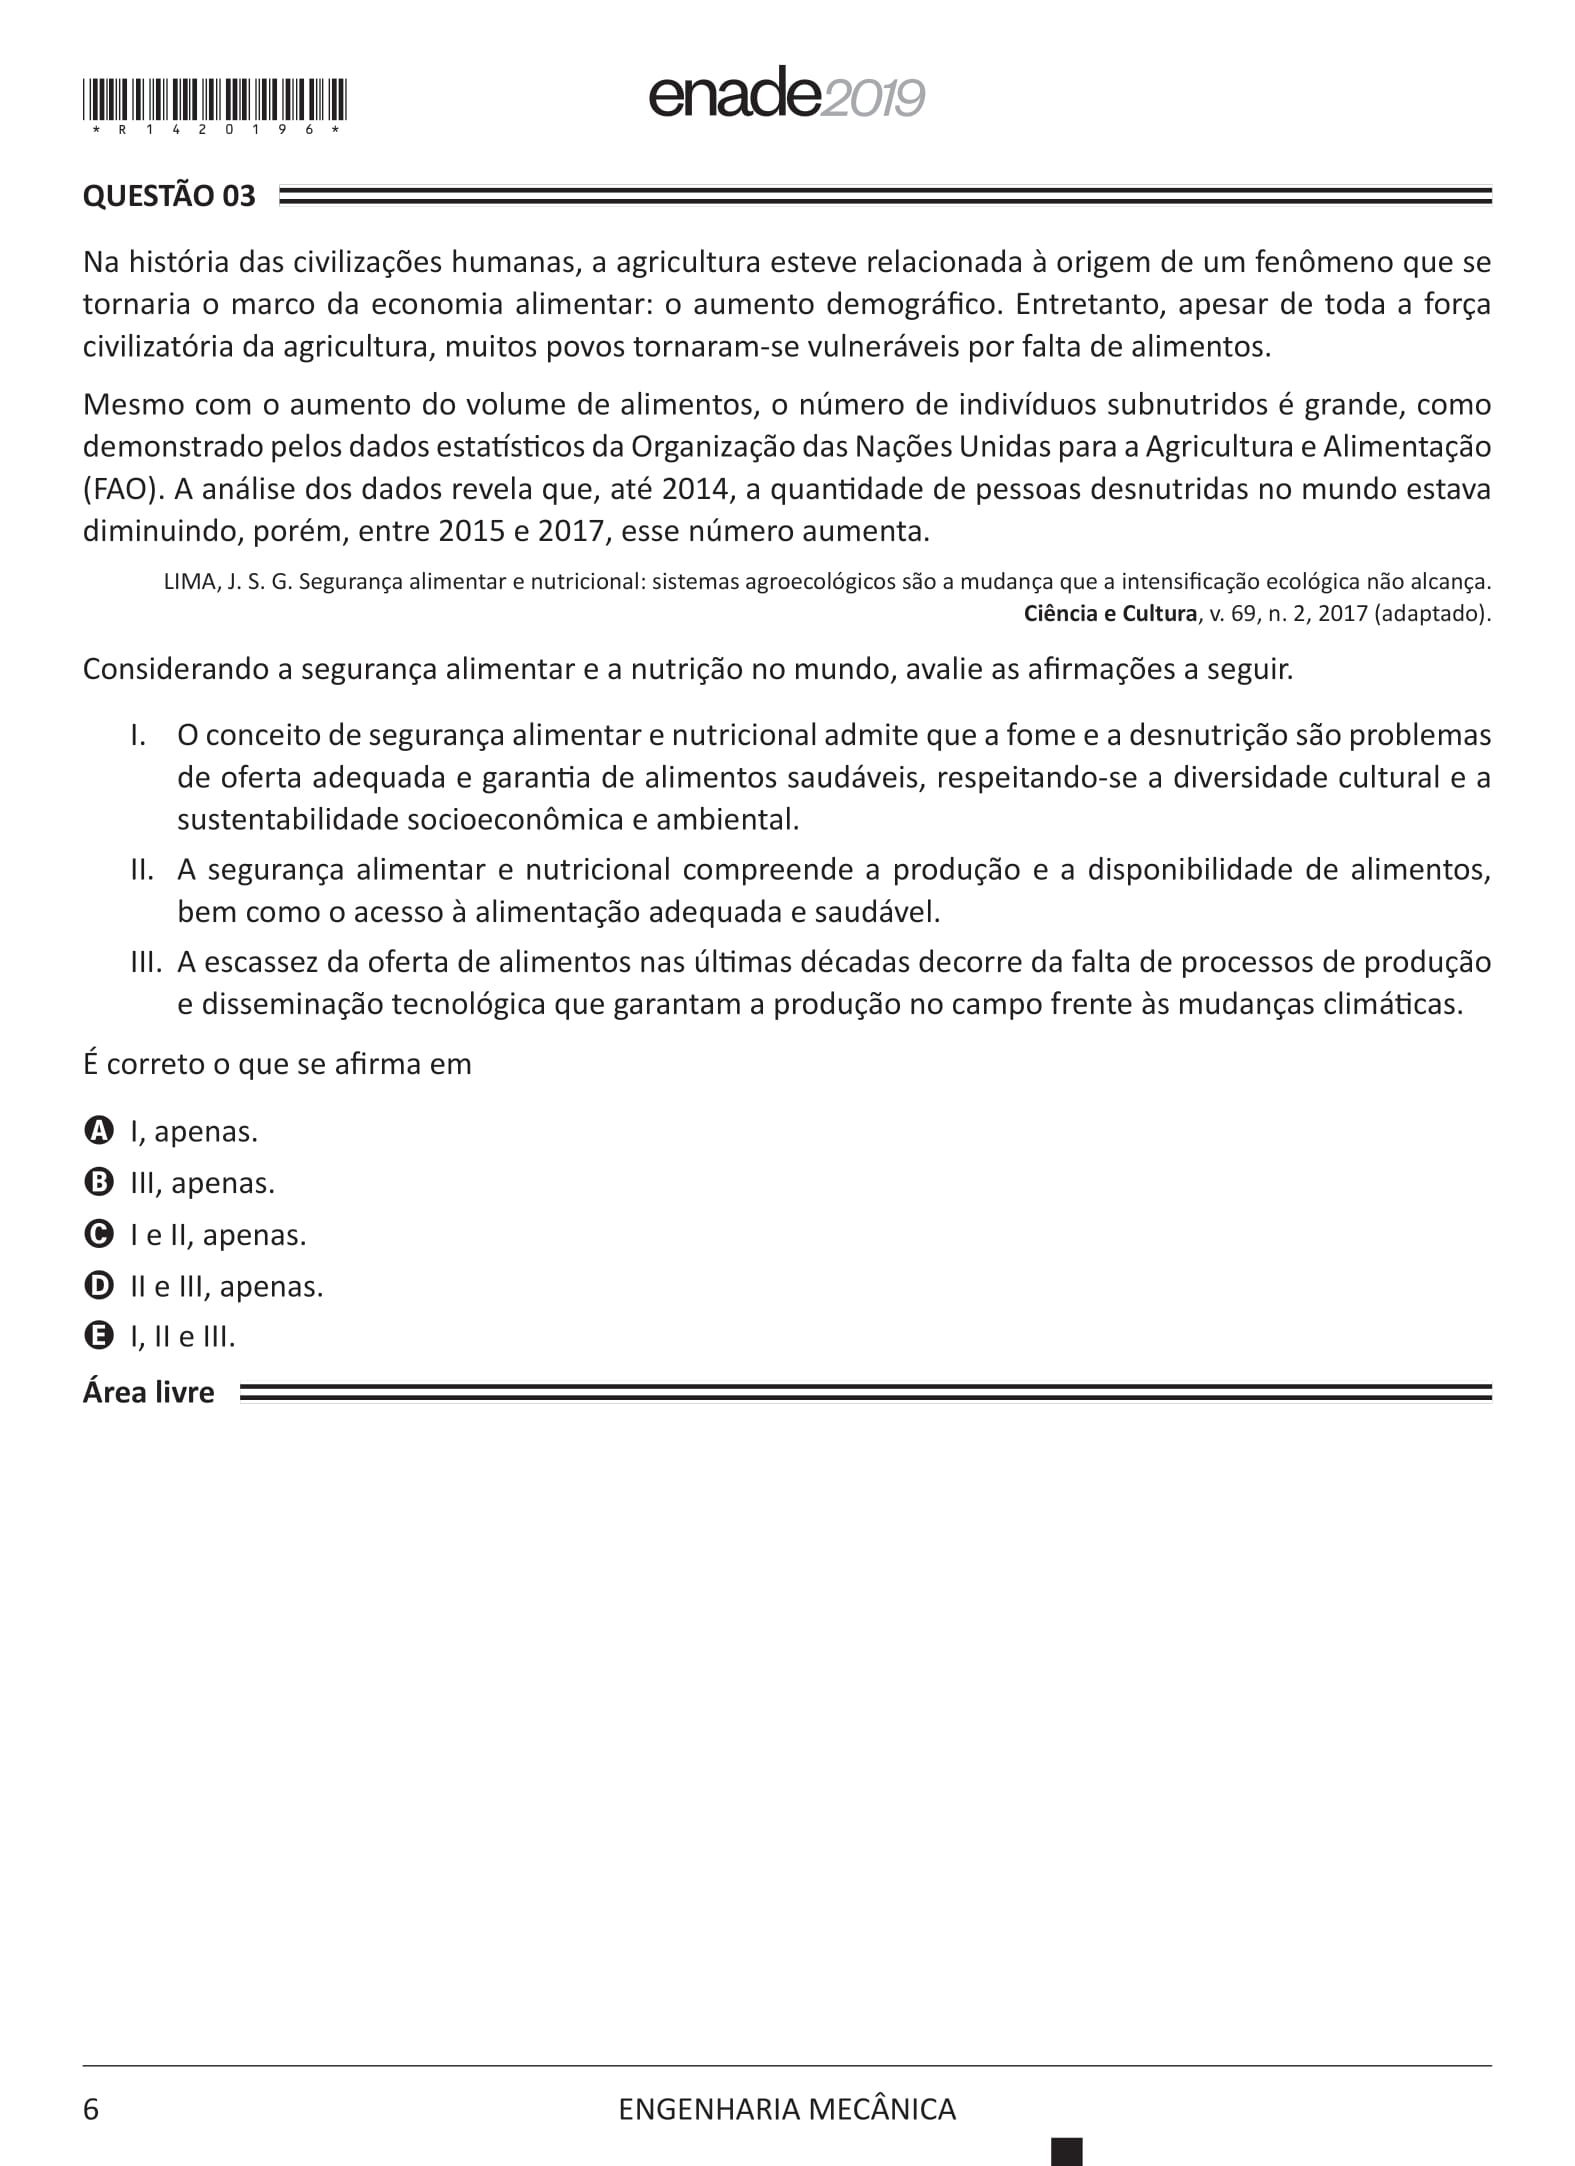 *R1420196*
enade2019
QUESTÃO 03
Na história das civilizações humanas, a agricultura esteve relacionada à origem de um fenômeno que se
tornaria o marco da economia alimentar: o aumento demográfico. Entretanto, apesar de toda a força
civilizatória da agricultura, muitos povos tornaram-se vulneráveis por falta de alimentos.
Mesmo com o aumento do volume de alimentos, o número de indivíduos subnutridos é grande, como
demonstrado pelos dados estatísticos da Organização das Nações Unidas para a Agricultura e Alimentação
(FAO). A análise dos dados revela que, até 2014, a quantidade de pessoas desnutridas no mundo estava
diminuindo, porém, entre 2015 e 2017, esse número aumenta.
LIMA, J. S. G. Segurança alimentar e nutricional: sistemas agroecológicos são a mudança que a intensificação ecológica não alcança.
Ciência e Cultura, v. 69, n. 2, 2017 (adaptado).
Considerando a segurança alimentar e a nutrição no mundo, avalie as afirmações a seguir.
I. O conceito de segurança alimentar e nutricional admite que a fome e a desnutrição são problemas
de oferta adequada e garantia de alimentos saudáveis, respeitando-se a diversidade cultural e a
sustentabilidade socioeconômica e ambiental.
II. A segurança alimentar e nutricional compreende a produção e a disponibilidade de alimentos,
bem como o acesso à alimentação adequada e saudável.
III. A escassez da oferta de alimentos nas últimas décadas decorre da falta de processos de produção
e disseminação tecnológica que garantam a produção no campo frente às mudanças climáticas.
É correto o que se afirma em
A I, apenas.
B III, apenas.
C I e II, apenas.
D II e III, apenas.
E I, II e III.
Área livre
6
ENGENHARIA MECÂNICA